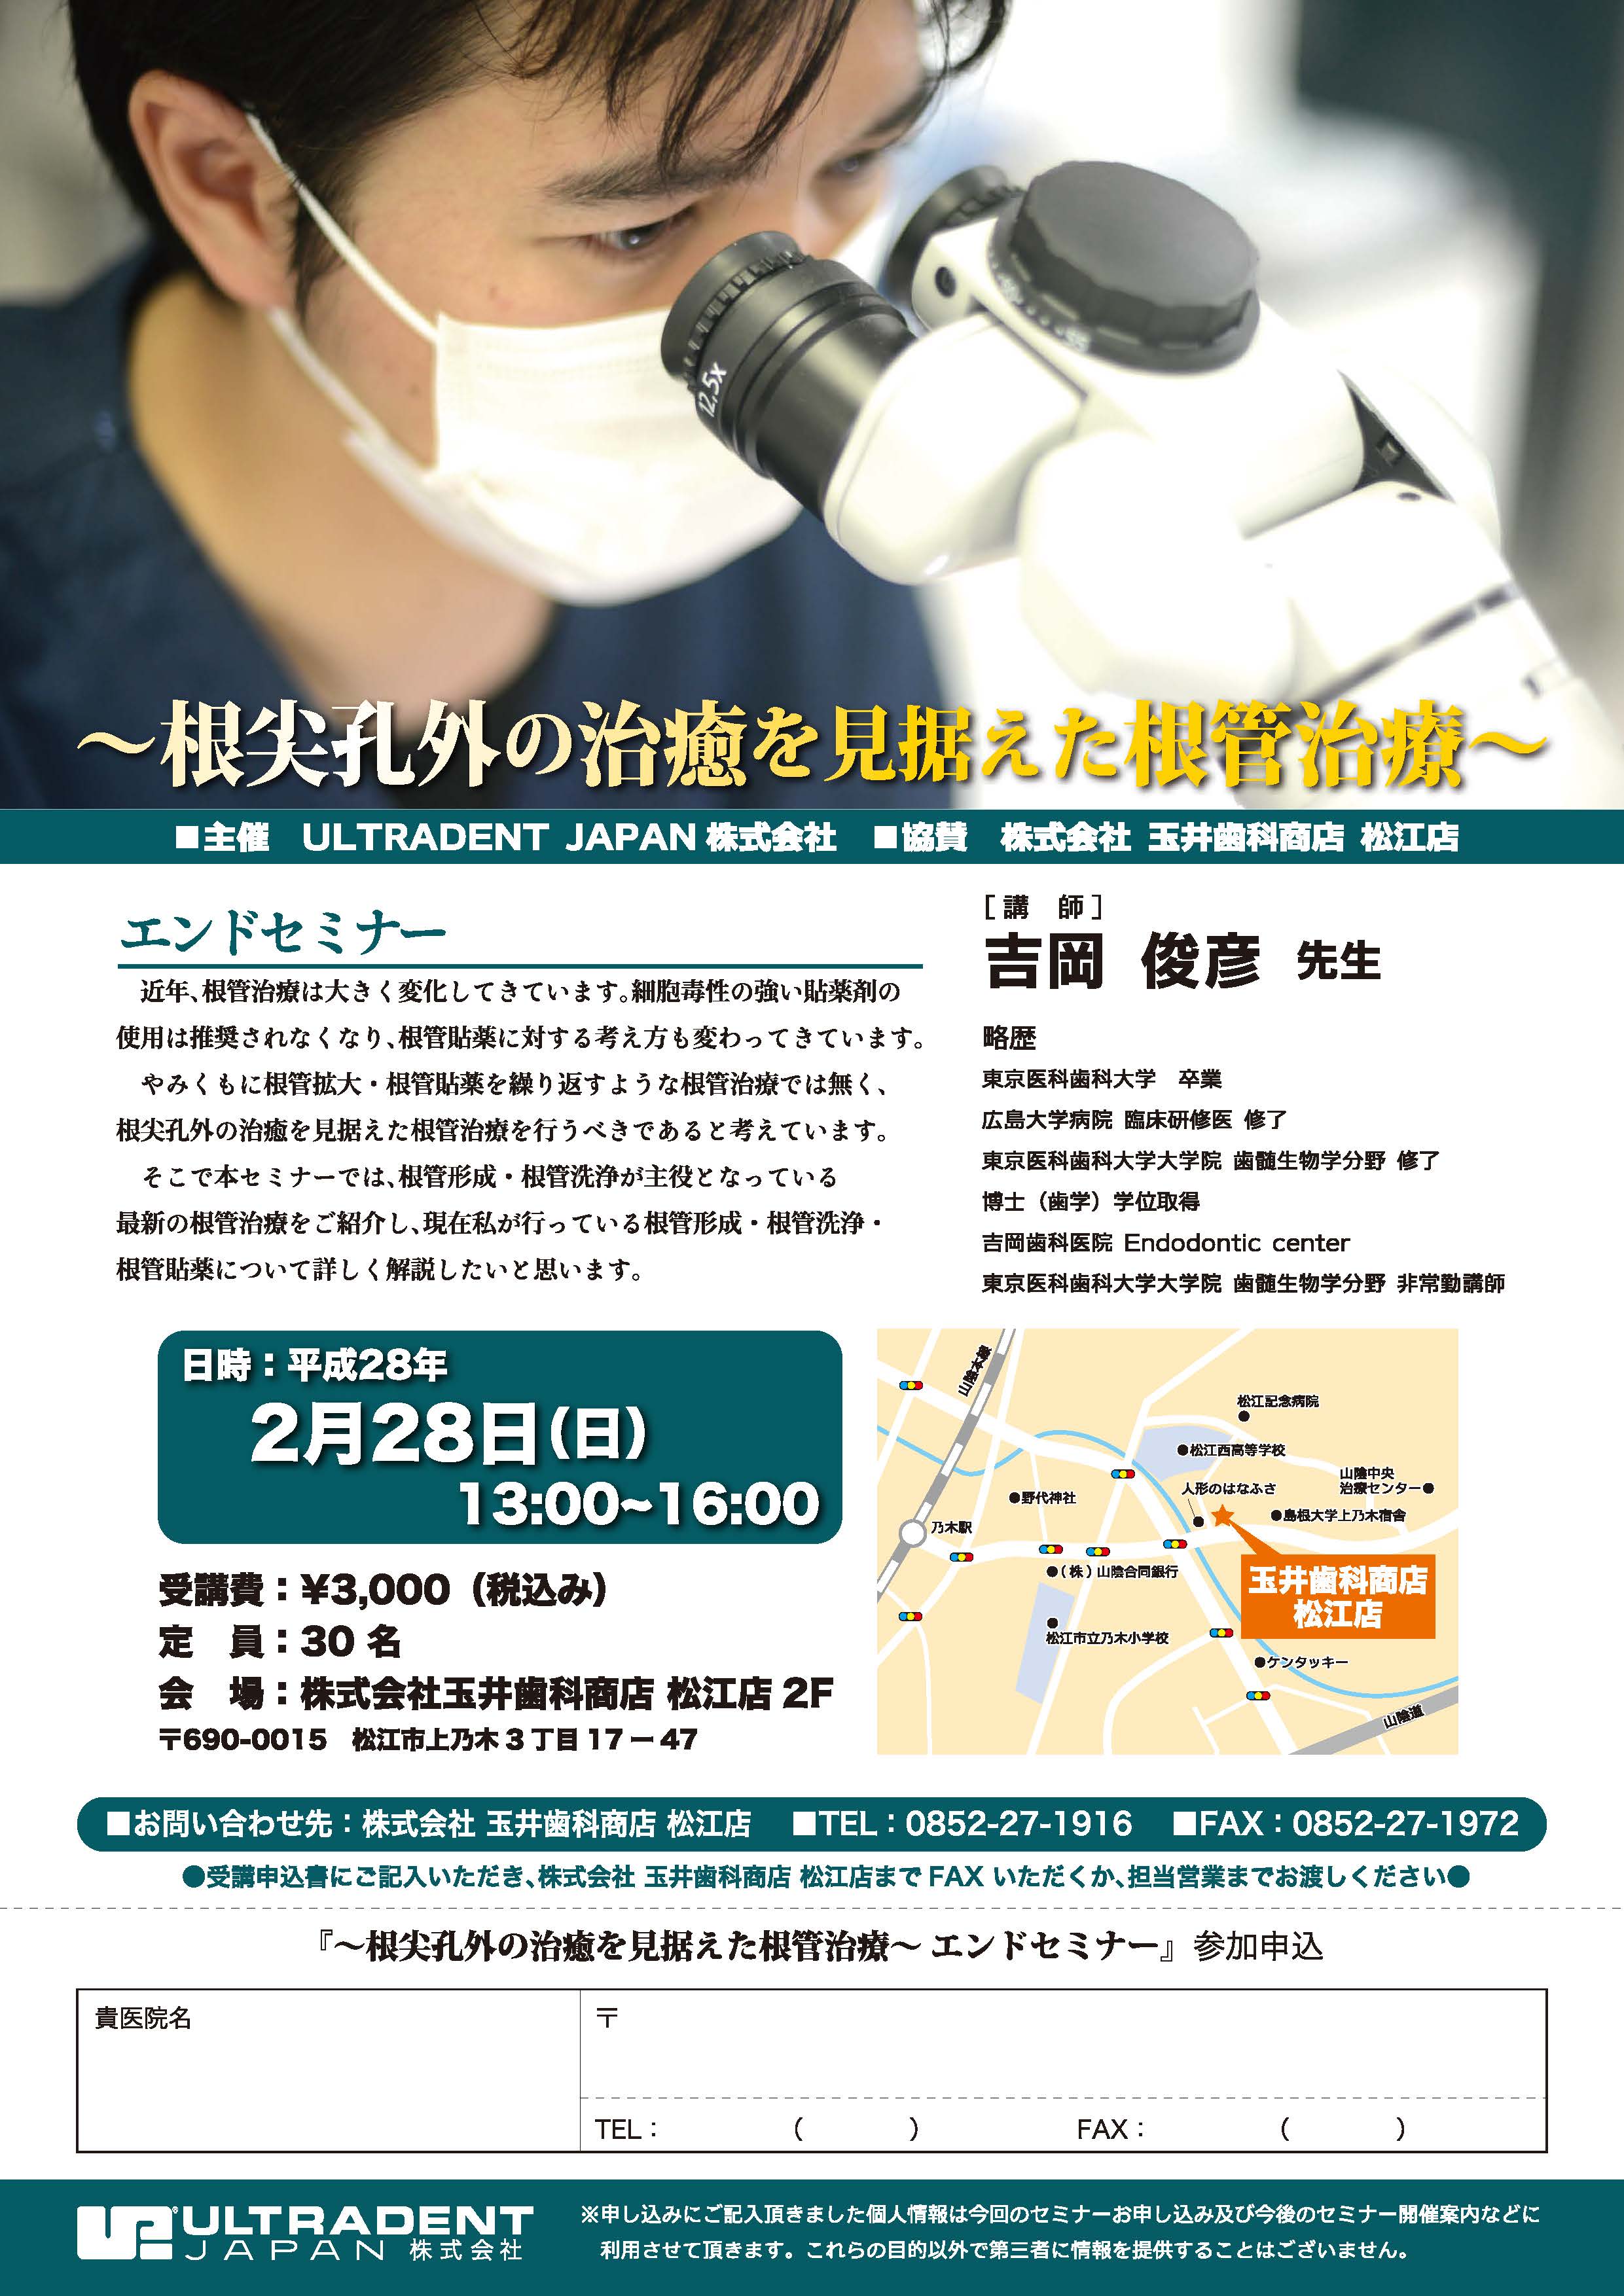 12.5x
～根尖孔外の治癒を見据えた根管治療～
■主催　ULTRADENT JAPAN 株式会社　■協賛　株式会社 玉井歯科商店 松江店
エンドセミナー
近年、根管治療は大きく変化してきています。細胞毒性の強い貼薬剤の
使用は推奨されなくなり、根管貼薬に対する考え方も変わってきています。
やみくもに根管拡大・根管貼薬を繰り返すような根管治療では無く、
根尖孔外の治癒を見据えた根管治療を行うべきであると考えています。
そこで本セミナーでは、根管形成・根管洗浄が主役となっている
最新の根管治療をご紹介し、現在私が行っている根管形成・根管洗浄・
根管貼薬について詳しく解説したいと思います。
［講　師］
吉岡 俊彦 先生
略歴
東京医科歯科大学　卒業
広島大学病院 臨床研修医 修了
東京医科歯科大学大学院 歯髄生物学分野 修了
博士（歯学）学位取得
吉岡歯科医院 Endodontic center
東京医科歯科大学大学院 歯髄生物学分野 非常勤講師
日時：平成28年
2月28日（日）
13:00~16:00
受講費：¥3,000（税込み）
定　員：30 名
会　場：株式会社玉井歯科商店 松江店 2F
〒690-0015　松江市上乃木 3 丁目 17 ー 47
山陰本線
松江記念病院
●松江西高等学校
山陰中央
治療センター●
人形のはなふさ
●野代神社
●島根大学上乃木宿舎
乃木駅
●（株）山陰合同銀行
玉井歯科商店
松江店
松江市立乃木小学校
●ケンタッキー
山陰道
■お問い合わせ先：株式会社 玉井歯科商店 松江店　■TEL：0852-27-1916　■FAX：0852-27-1972
●受講申込書にご記入いただき、株式会社 玉井歯科商店 松江店まで FAX いただくか、担当営業までお渡しください●
『～根尖孔外の治癒を見据えた根管治療～ エンドセミナー』参加申込
貴医院名
〒
TEL：　（　）　FAX：　（　）
ULTRADENT®
JAPAN 株式会社
※申し込みにご記入頂きました個人情報は今回のセミナーお申し込み及び今後のセミナー開催案内などに
利用させて頂きます。これらの目的以外で第三者に情報を提供することはございません。